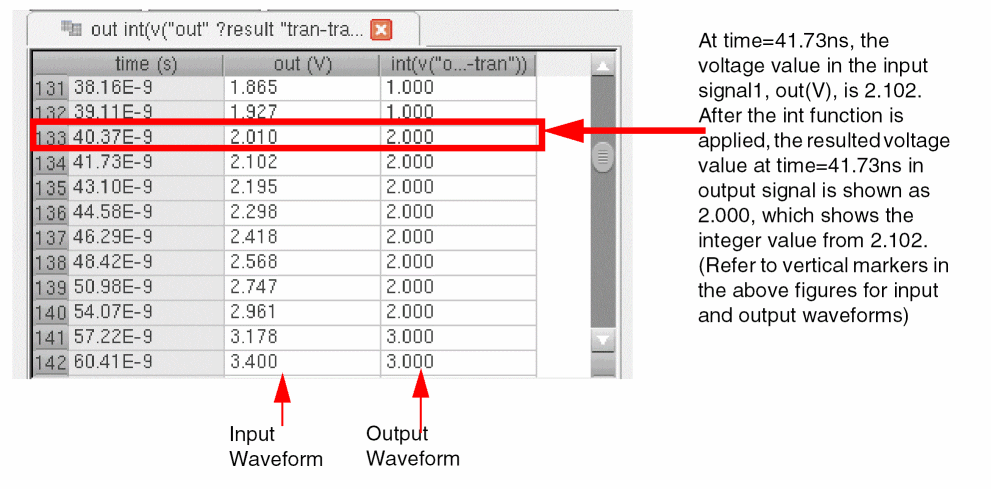 out int(v("out" ?result "tran-tra...
time (s) out (V) int(v("o...-tran"))
131 38.16E-9 1.865 1.000
132 39.11E-9 1.927 1.000
133 40.37E-9 2.010 2.000
134 41.73E-9 2.102 2.000
135 43.10E-9 2.195 2.000
136 44.58E-9 2.298 2.000
137 46.29E-9 2.418 2.000
138 48.42E-9 2.568 2.000
139 50.98E-9 2.747 2.000
140 54.07E-9 2.961 2.000
141 57.22E-9 3.178 3.000
142 60.41E-9 3.400 3.000
At time=41.73ns, the
voltage value in the input
signal1, out(V), is 2.102.
After the int function is
applied, the resulted voltage
value at time=41.73ns in
output signal is shown as
2.000, which shows the
integer value from 2.102.
(Refer to vertical markers in
the above figures for input
and output waveforms)
Input
Waveform
Output
Waveform